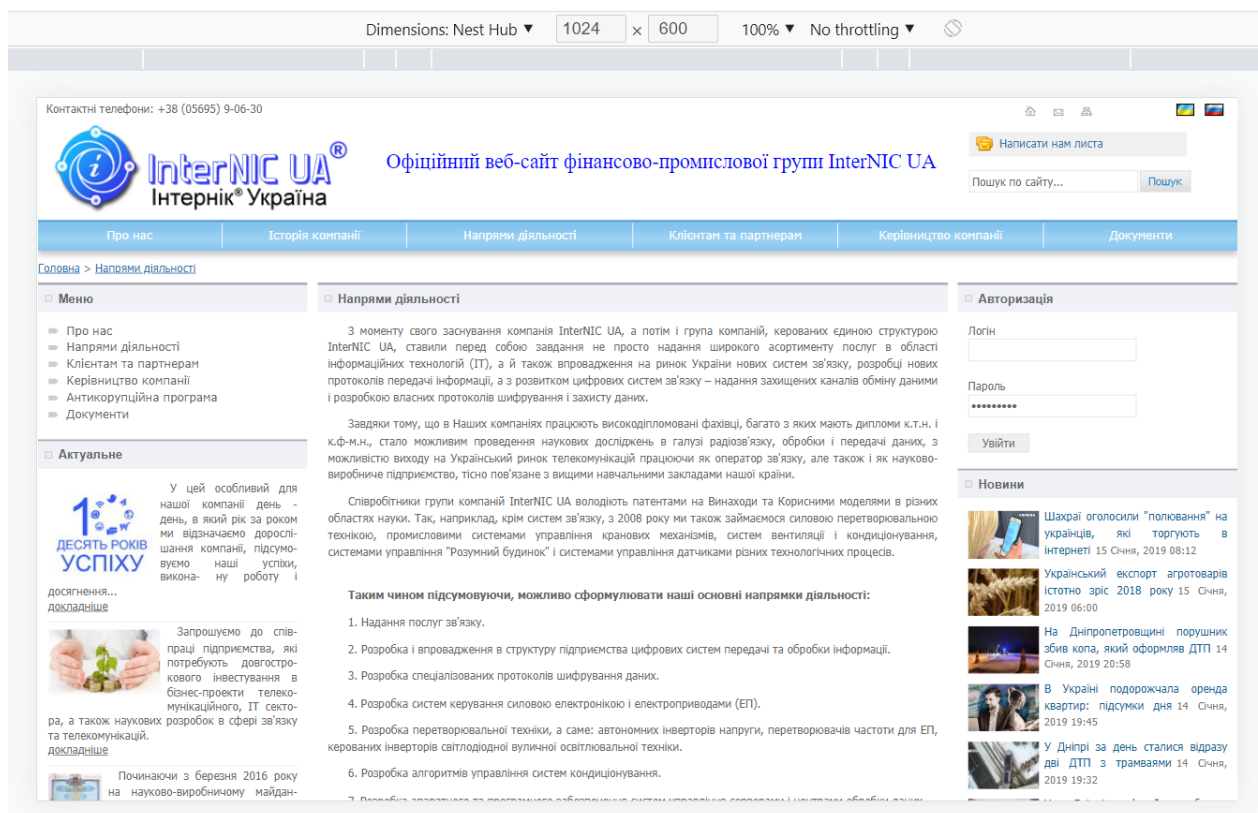 Dimensions: Nest Hub ▼ 1024 × 600 100% ▼ No throttling ▼
Контактні телефони: +38 (05695) 9-06-30
InterNIC UA®
Інтернік® Україна
Офіційний веб-сайт фінансово-промислової групи InterNIC UA
Написати нам листа
Пошук по сайту... Пошук
Про нас Історія компанії Напрями діяльності Клієнтам та партнерам Керівництво компанії Документи
Головна > Напрями діяльності
Меню
Про нас
Напрями діяльності
Клієнтам та партнерам
Керівництво компанії
Антикорупційна програма
Документи
Актуальне
ДЕСЯТЬ РОКІВ
УСПІХУ
У цей особливий для
нашої компанії день -
день, в який рік за роком
ми відзначаємо дорослі-
шання компанії, підсумо-
вуємо наші успіхи,
викона- ну роботу і
досягнення...
докладніше
Запрошуємо до спів-
праці підприємства, які
потребують довгостро-
кового інвестування в
бізнес-проекти телеко-
мунікаційного, ІТ секто-
ра, а також наукових розробок в сфері зв'язку
та телекомунікацій.
докладніше
Починаючи з березня 2016 року
на науково-виробничому майдан-
Напрями діяльності
З моменту свого заснування компанія InterNIC UA, а потім і група компаній, керованих єдиною структурою
InterNIC UA, ставили перед собою завдання не просто надання широкого асортименту послуг в області
інформаційних технологій (ІТ), а й також впровадження на ринок України нових систем зв'язку, розробці нових
протоколів передачі інформації, а з розвитком цифрових систем зв'язку – надання захищених каналів обміну даними
і розробкою власних протоколів шифрування і захисту даних.
Завдяки тому, що в Наших компаніях працюють високодіпломовані фахівці, багато з яких мають дипломи к.т.н. і
к.ф-м.н., стало можливим проведення наукових досліджень в галузі радіозв'язку, обробки і передачі даних, з
можливістю виходу на Український ринок телекомунікацій працюючи як оператор зв'язку, але також і як науково-
виробниче підприємство, тісно пов'язане з вищими навчальними закладами нашої країни.
Співробітники групи компаній InterNIC UA володіють патентами на Винаходи та Корисними моделями в різних
областях науки. Так, наприклад, крім систем зв'язку, з 2008 року ми також займаємося силовою перетворювальною
технікою, промисловими системами управління кранових механізмів, систем вентиляції і кондиціонування,
системами управління "Розумний будинок" і системами управління датчиками різних технологічних процесів.
Таким чином підсумовуючи, можливо сформулювати наші основні напрямки діяльності:
1. Надання послуг зв'язку.
2. Розробка і впровадження в структуру підприємства цифрових систем передачі та обробки інформації.
3. Розробка спеціалізованих протоколів шифрування даних.
4. Розробка систем керування силовою електронікою і електроприводами (ЕП).
5. Розробка перетворювальної техніки, а саме: автономних інверторів напруги, перетворювачів частоти для ЕП,
керованих інверторів світлодіодної вуличної освітлювальної техніки.
6. Розробка алгоритмів управління систем кондиціонування.
7. Розробка апаратного та програмного забезпечення систем управління серверами і центрами обробки даних.
Авторизація
Логін
Пароль
•••••••••
Увійти
Новини
Шахраї оголосили "полювання" на
українців, які торгують в
інтернеті 15 Січня, 2019 08:12
Український експорт агротоварів
істотно зріс 2018 року 15 Січня,
2019 06:00
На Дніпропетровщині порушник
збив копа, який оформляв ДТП 14
Січня, 2019 20:58
В Україні подорожчала оренда
квартир: підсумки дня 14 Січня,
2019 19:45
У Дніпрі за день сталися відразу
дві ДТП з трамваями 14 Січня,
2019 19:32